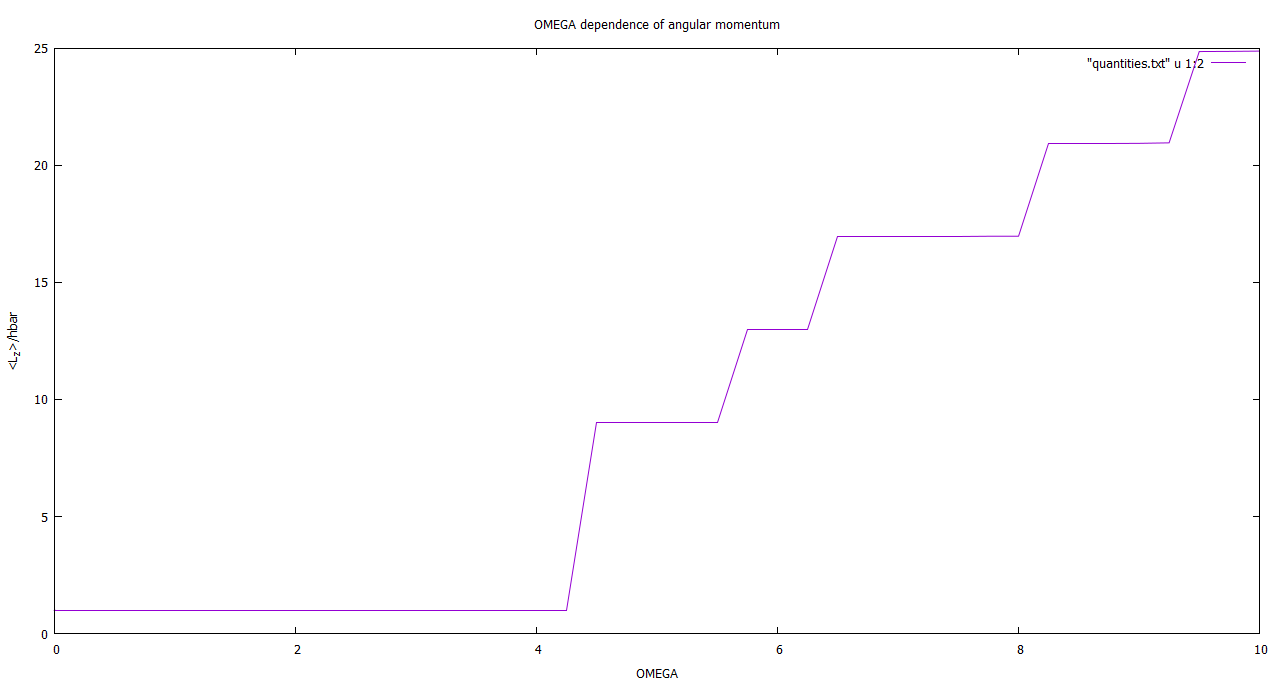 OMEGA dependence of angular momentum
"quantities.txt" u 1:2
25
20
15
10
5
0
<Lz>/hbar
0 2 4 6 8 10
OMEGA